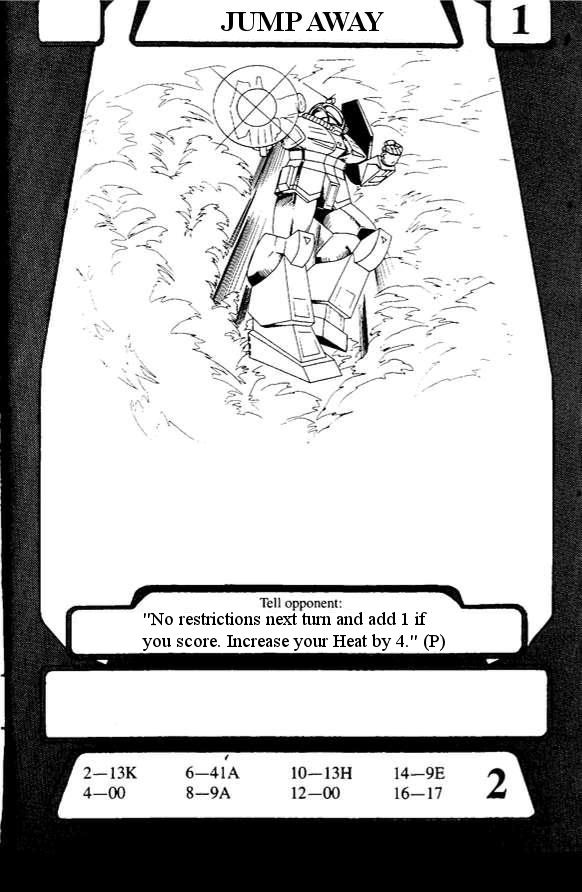 JUMP AWAY
1
Tell opponent:
"No restrictions next turn and add 1 if
you score. Increase your Heat by 4." (P)
2—13K 6—41A 10—13H 14—9E
4—00 8—9A 12—00 16—17
2